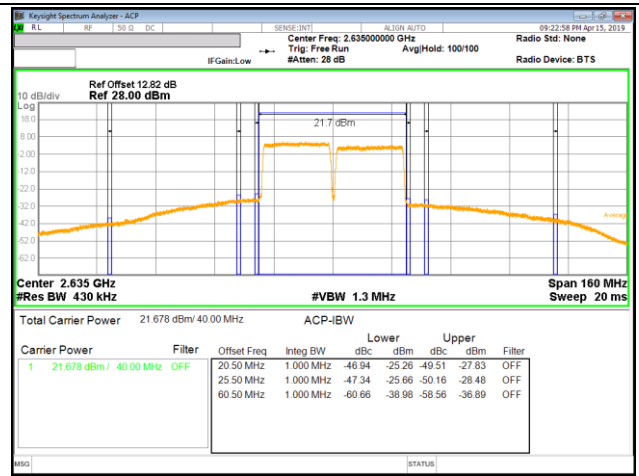 Keysight Spectrum Analyzer - ACP
RL RF 50 Ω DC SENSE:INT ALIGN AUTO 09:22:58 PM Apr 15, 2019
Center Freq: 2.635000000 GHz Radio Std: None
Trig: Free Run Avg|Hold: 100/100
IFGain:Low #Atten: 28 dB Radio Device: BTS
Ref Offset 12.82 dB
10 dB/div Ref 28.00 dBm
Log
18.0
21.7 dBm
8.00
-2.00
-12.0
-22.0
-32.0
Average
-42.0
-52.0
-62.0
Center 2.635 GHz Span 160 MHz
#Res BW 430 kHz #VBW 1.3 MHz Sweep 20 ms
Total Carrier Power 21.678 dBm/ 40.00 MHz ACP-IBW
Lower Upper
Carrier Power Filter Offset Freq Integ BW dBc dBm dBc dBm Filter
1 21.678 dBm / 40.00 MHz OFF 20.50 MHz 1.000 MHz -46.94 -25.26 -49.51 -27.83 OFF
25.50 MHz 1.000 MHz -47.34 -25.66 -50.16 -28.48 OFF
60.50 MHz 1.000 MHz -60.66 -38.98 -58.56 -36.89 OFF
MSG STATUS